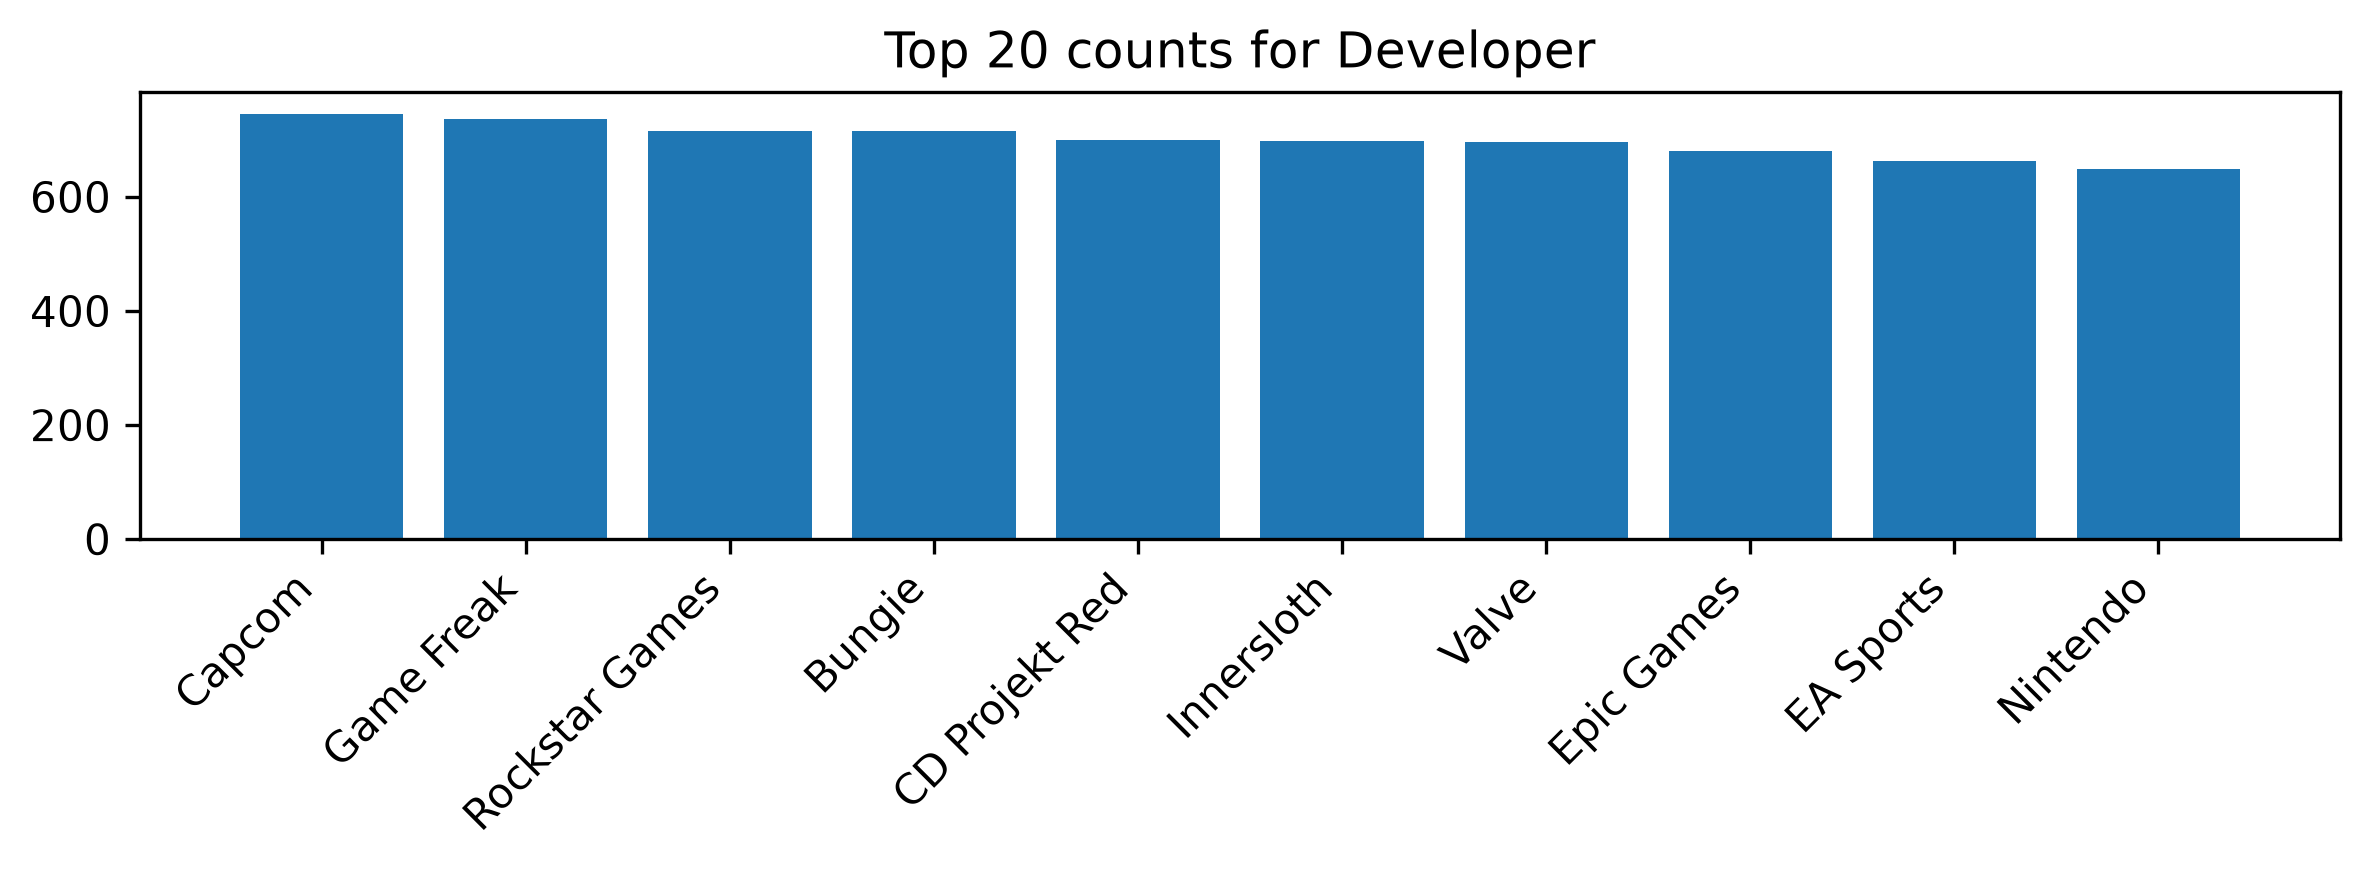 Top 20 counts for Developer
600
400
200
0
Capcom
Game Freak
Rockstar Games
Bungie
CD Projekt Red
Innersloth
Valve
Epic Games
EA Sports
Nintendo